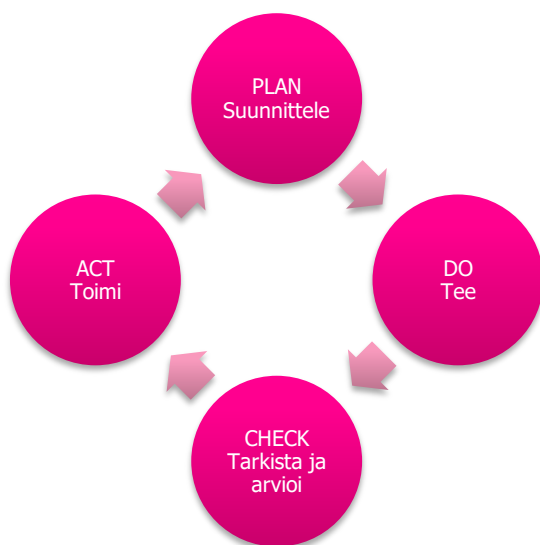 PLAN
Suunnittele
DO
Tee
CHECK
Tarkista ja
arvioi
ACT
Toimi